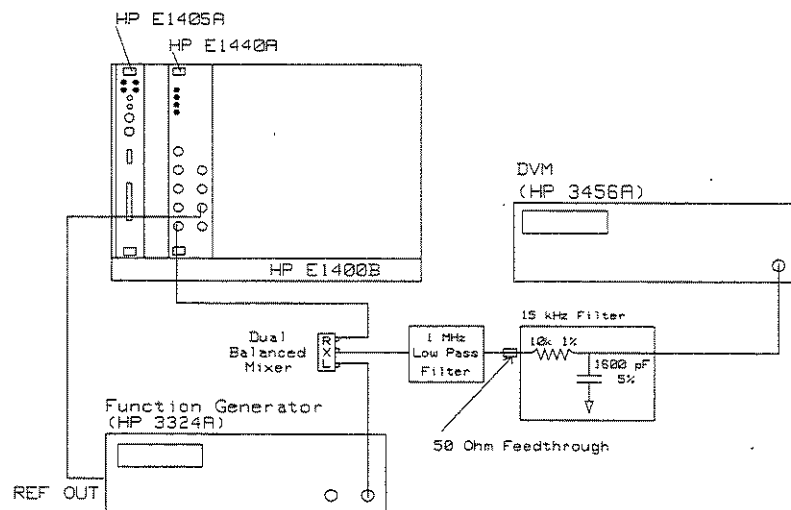 HP E1405A
HP E1440A
DVM
(HP 3456A)
HP E1400B
15 kHz Filter
Dual
Balanced
Mixer
R
X
L
1 MHz
Low Pass
Filter
10k 1%
1600 pF
5%
Function Generator
(HP 3324A)
50 Ohm Feedthrough
REF OUT